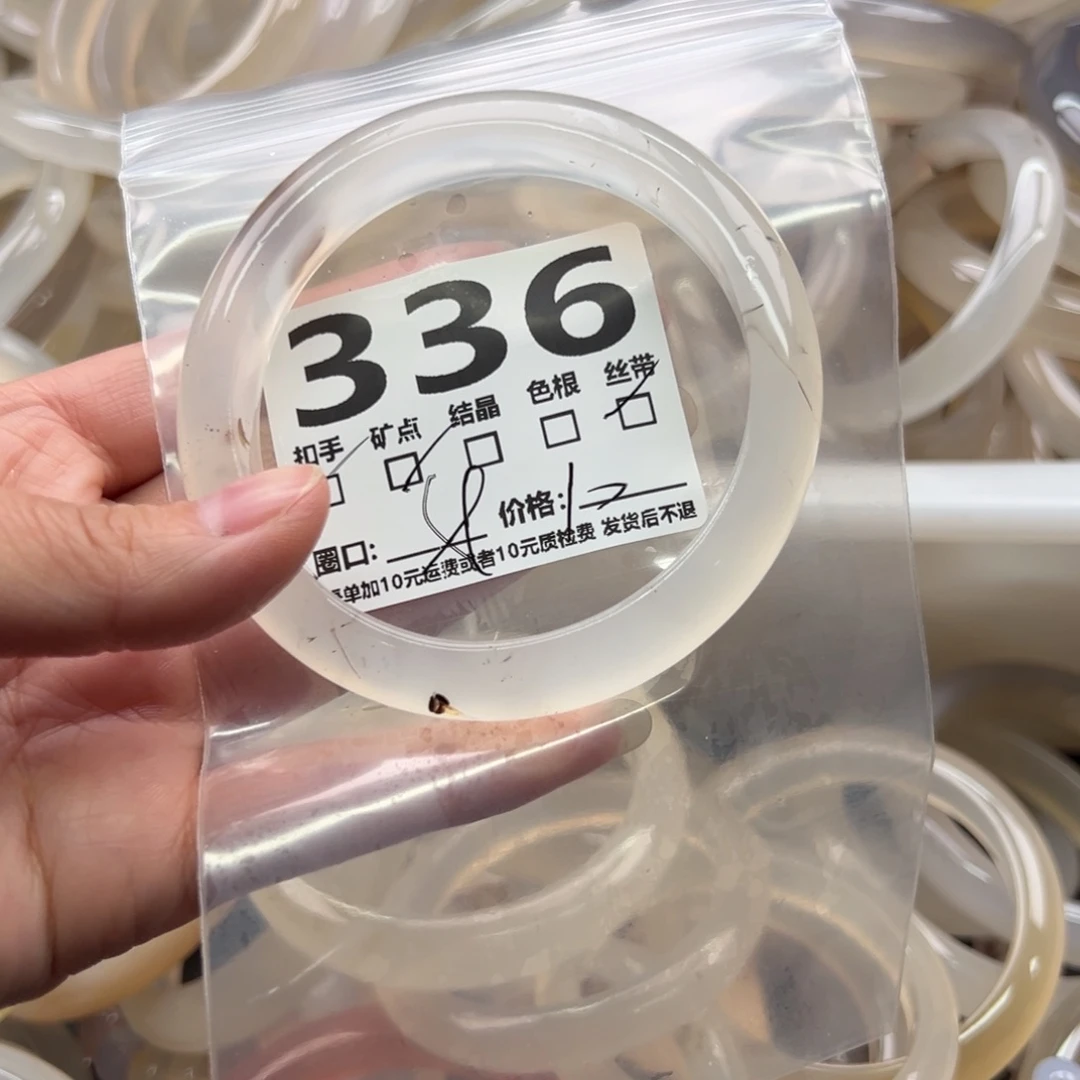 336
扣手 矿点 结晶 色根 丝带
圈口: 价格: 12
单加10元运费或者10元质检费 发货后不退